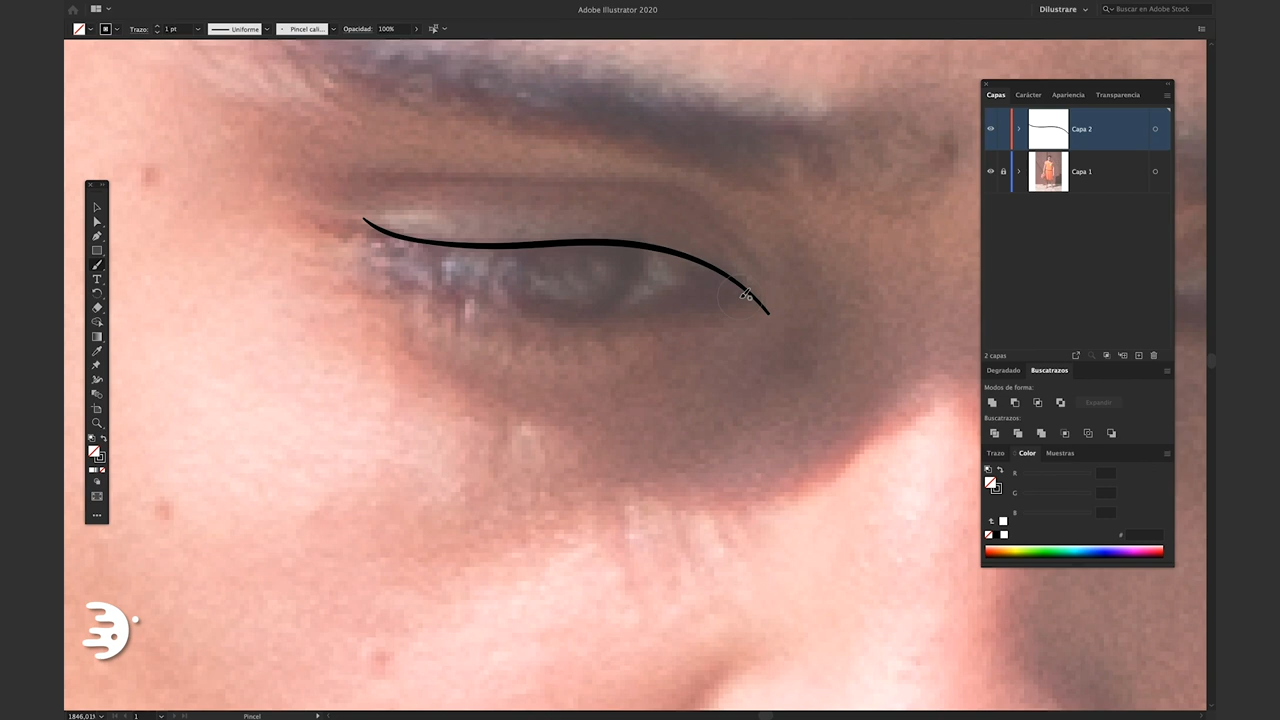 Adobe Illustrator 2020
Dilustrare
Buscar en Adobe Stock
Trazo: 1 pt
Uniforme
Pincel cali...
Opacidad: 100%
Capas Carácter Apariencia Transparencia
Capa 2
Capa 1
2 capas
Degradado Buscatrazos
Modos de forma:
Expandir
Buscatrazos:
Trazo Color Muestras
R
G
B
#
1 Pincel